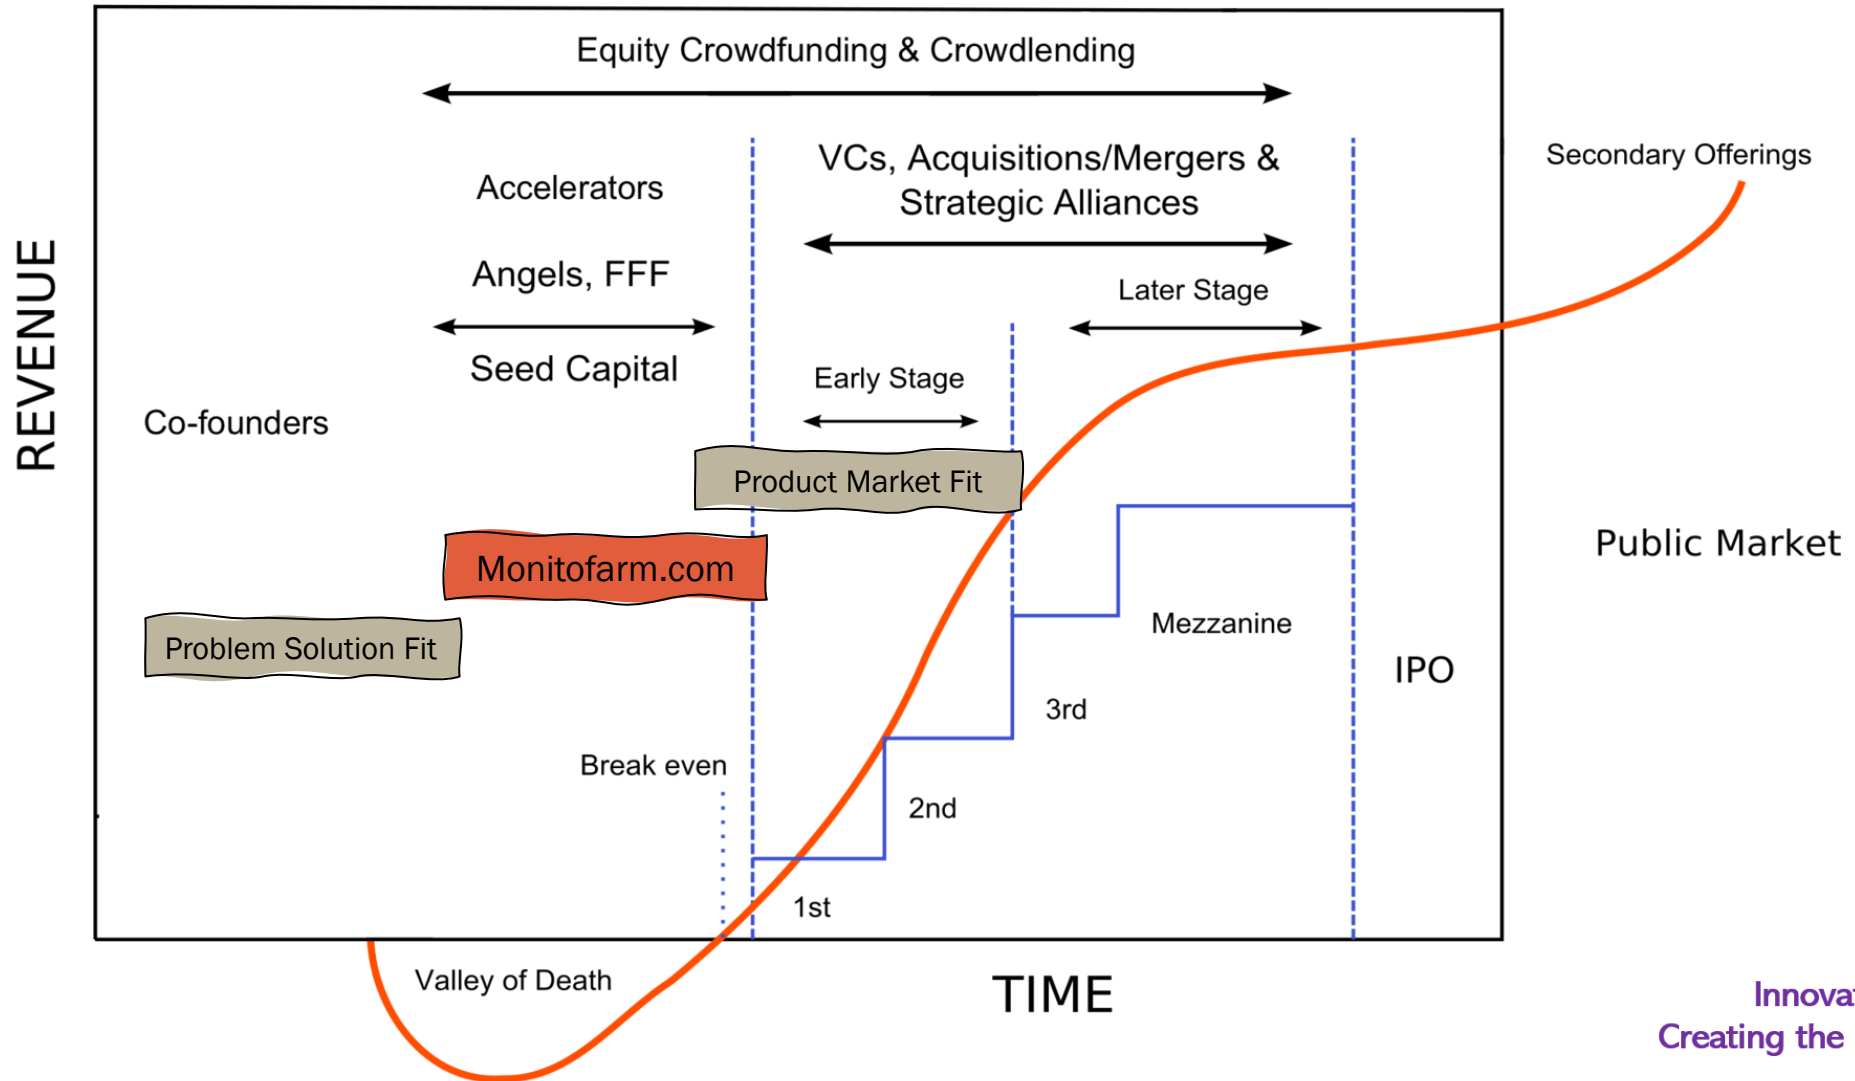 Equity Crowdfunding & Crowdlending
VCs, Acquisitions/Mergers &
Strategic Alliances
Secondary Offerings
Accelerators
Angels, FFF
Later Stage
Seed Capital
Early Stage
REVENUE
Co-founders
Product Market Fit
Monitofarm.com
Public Market
Problem Solution Fit
Mezzanine
IPO
3rd
Break even
2nd
1st
Valley of Death
TIME
Creating the